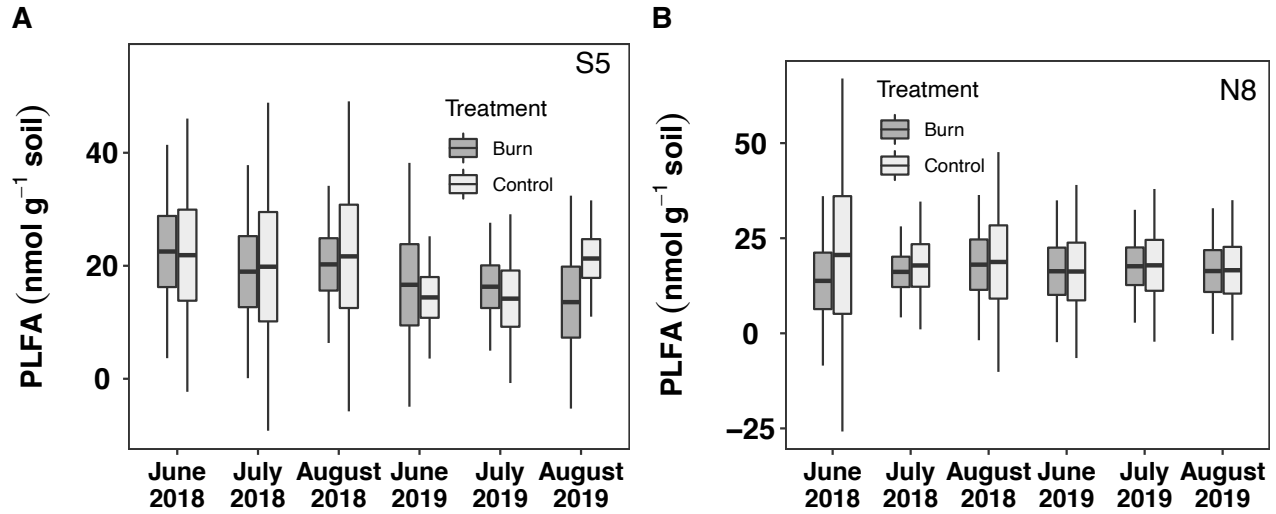 A
S5
Treatment
Burn
Control
PLFA (nmol g⁻¹ soil)
40
20
0
June 2018
July 2018
August 2018
June 2019
July 2019
August 2019
B
N8
Treatment
Burn
Control
PLFA (nmol g⁻¹ soil)
50
25
0
−25
June 2018
July 2018
August 2018
June 2019
July 2019
August 2019